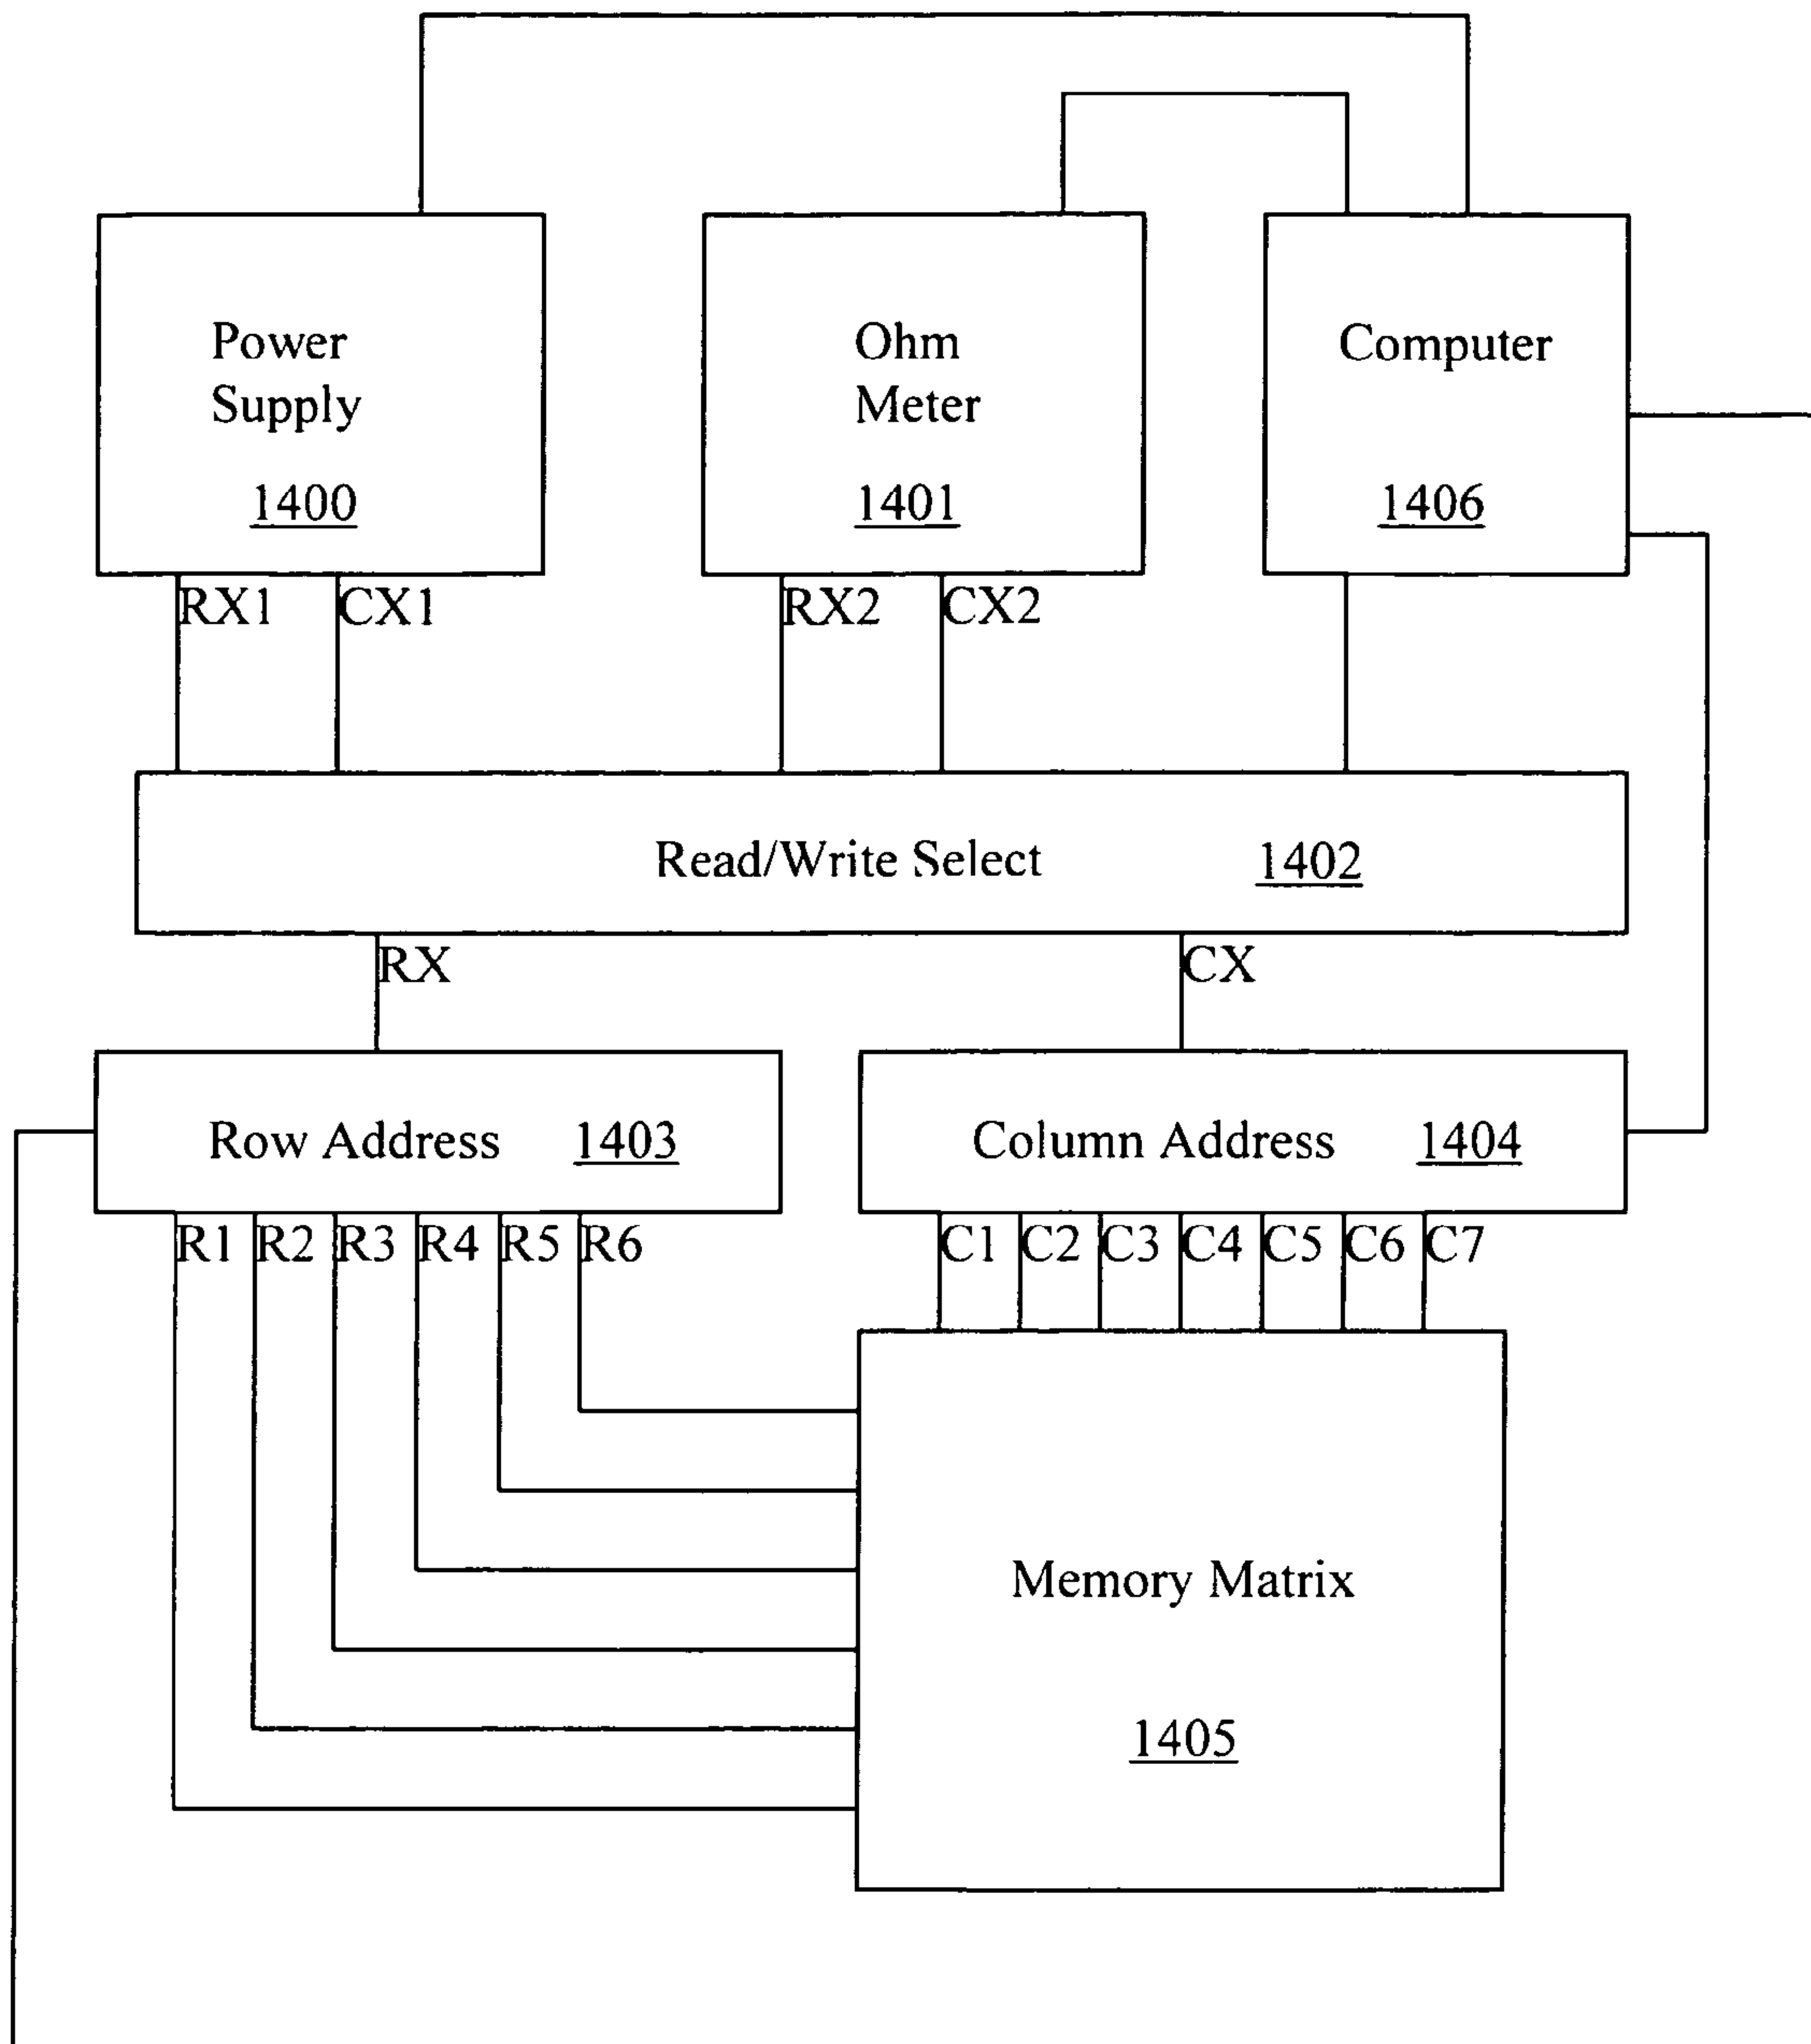 Power
Supply
1400
Ohm
Meter
1401
Computer
1406
RX1 CX1 RX2 CX2
Read/Write Select 1402
RX CX
Row Address 1403
Column Address 1404
R1 R2 R3 R4 R5 R6
C1 C2 C3 C4 C5 C6 C7
Memory Matrix
1405